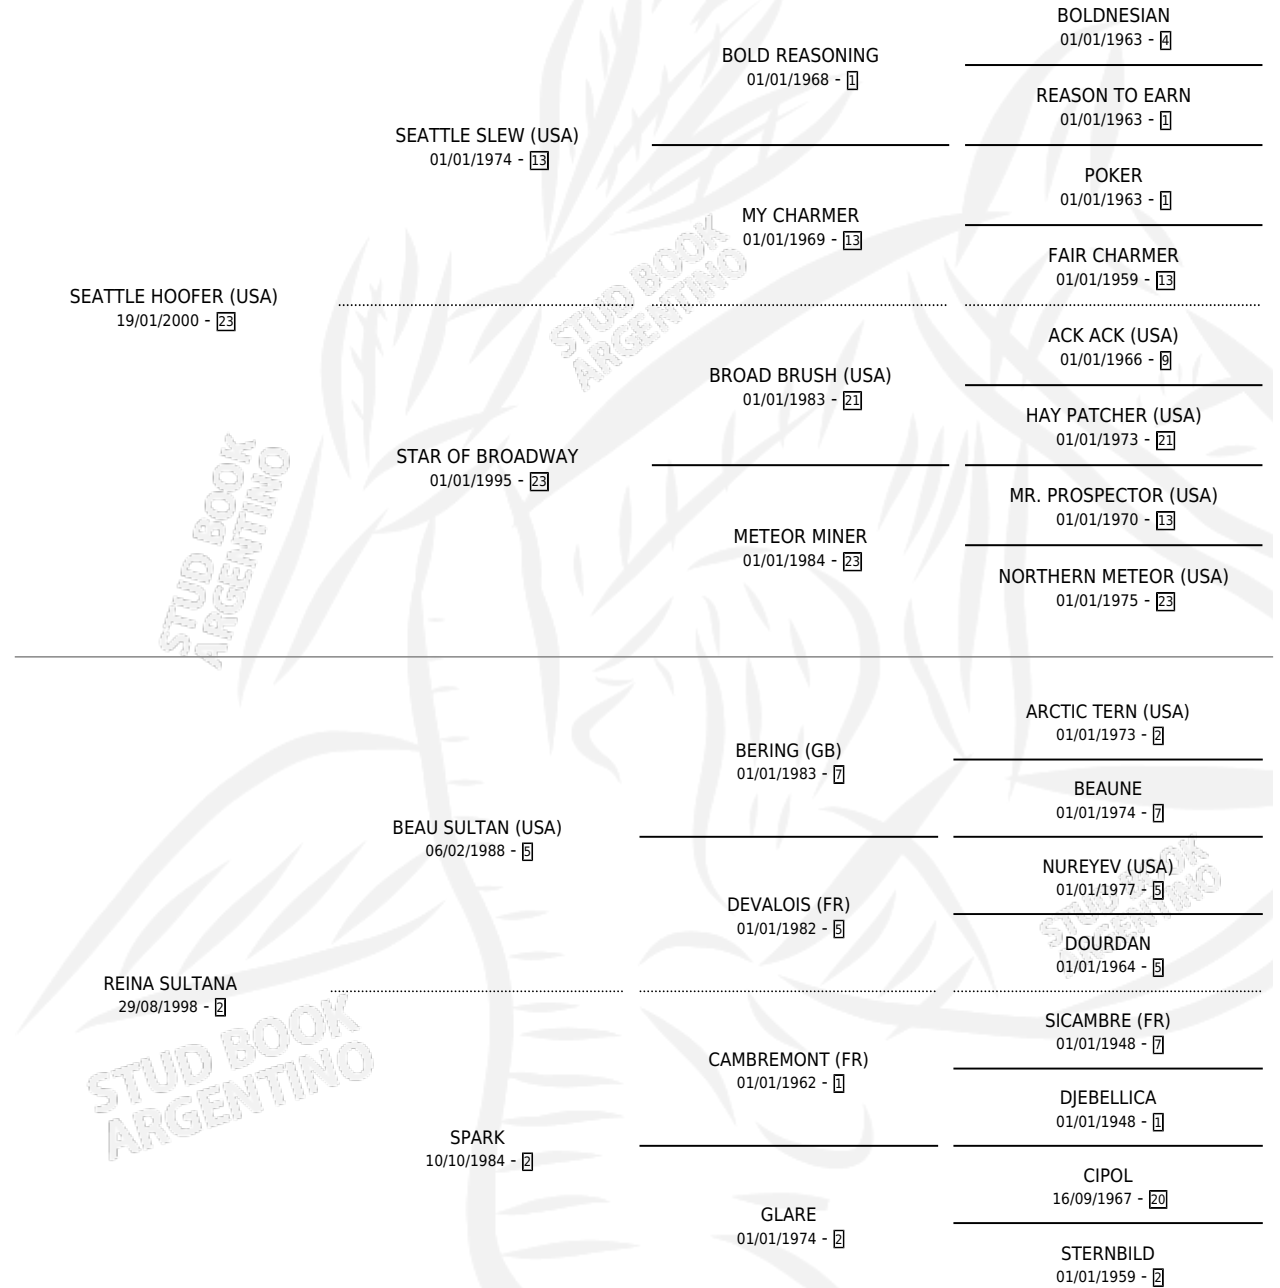 BOLDNESIAN
01/01/1963 - 4
BOLD REASONING
01/01/1968 - 1
REASON TO EARN
01/01/1963 - 1
SEATTLE SLEW (USA)
01/01/1974 - 13
POKER
01/01/1963 - 1
MY CHARMER
01/01/1969 - 13
FAIR CHARMER
01/01/1959 - 13
SEATTLE HOOFER (USA)
19/01/2000 - 23
STUD BOOK
ARGENTINO
ACK ACK (USA)
01/01/1966 - 9
BROAD BRUSH (USA)
01/01/1983 - 21
HAY PATCHER (USA)
01/01/1973 - 21
STAR OF BROADWAY
01/01/1995 - 23
MR. PROSPECTOR (USA)
01/01/1970 - 13
METEOR MINER
01/01/1984 - 23
NORTHERN METEOR (USA)
01/01/1975 - 23
STUD BOOK
ARGENTINO
ARCTIC TERN (USA)
01/01/1973 - 2
BERING (GB)
01/01/1983 - 7
BEAUNE
01/01/1974 - 7
BEAU SULTAN (USA)
06/02/1988 - 5
NUREYEV (USA)
01/01/1977 - 5
STUD BOOK
ARGENTINO
DEVALOIS (FR)
01/01/1982 - 5
DOURDAN
01/01/1964 - 5
REINA SULTANA
29/08/1998 - 2
STUD BOOK
ARGENTINO
SICAMBRE (FR)
01/01/1948 - 7
CAMBREMONT (FR)
01/01/1962 - 1
DJEBELLICA
01/01/1948 - 1
SPARK
10/10/1984 - 2
CIPOL
16/09/1967 - 20
GLARE
01/01/1974 - 2
STERNBILD
01/01/1959 - 2